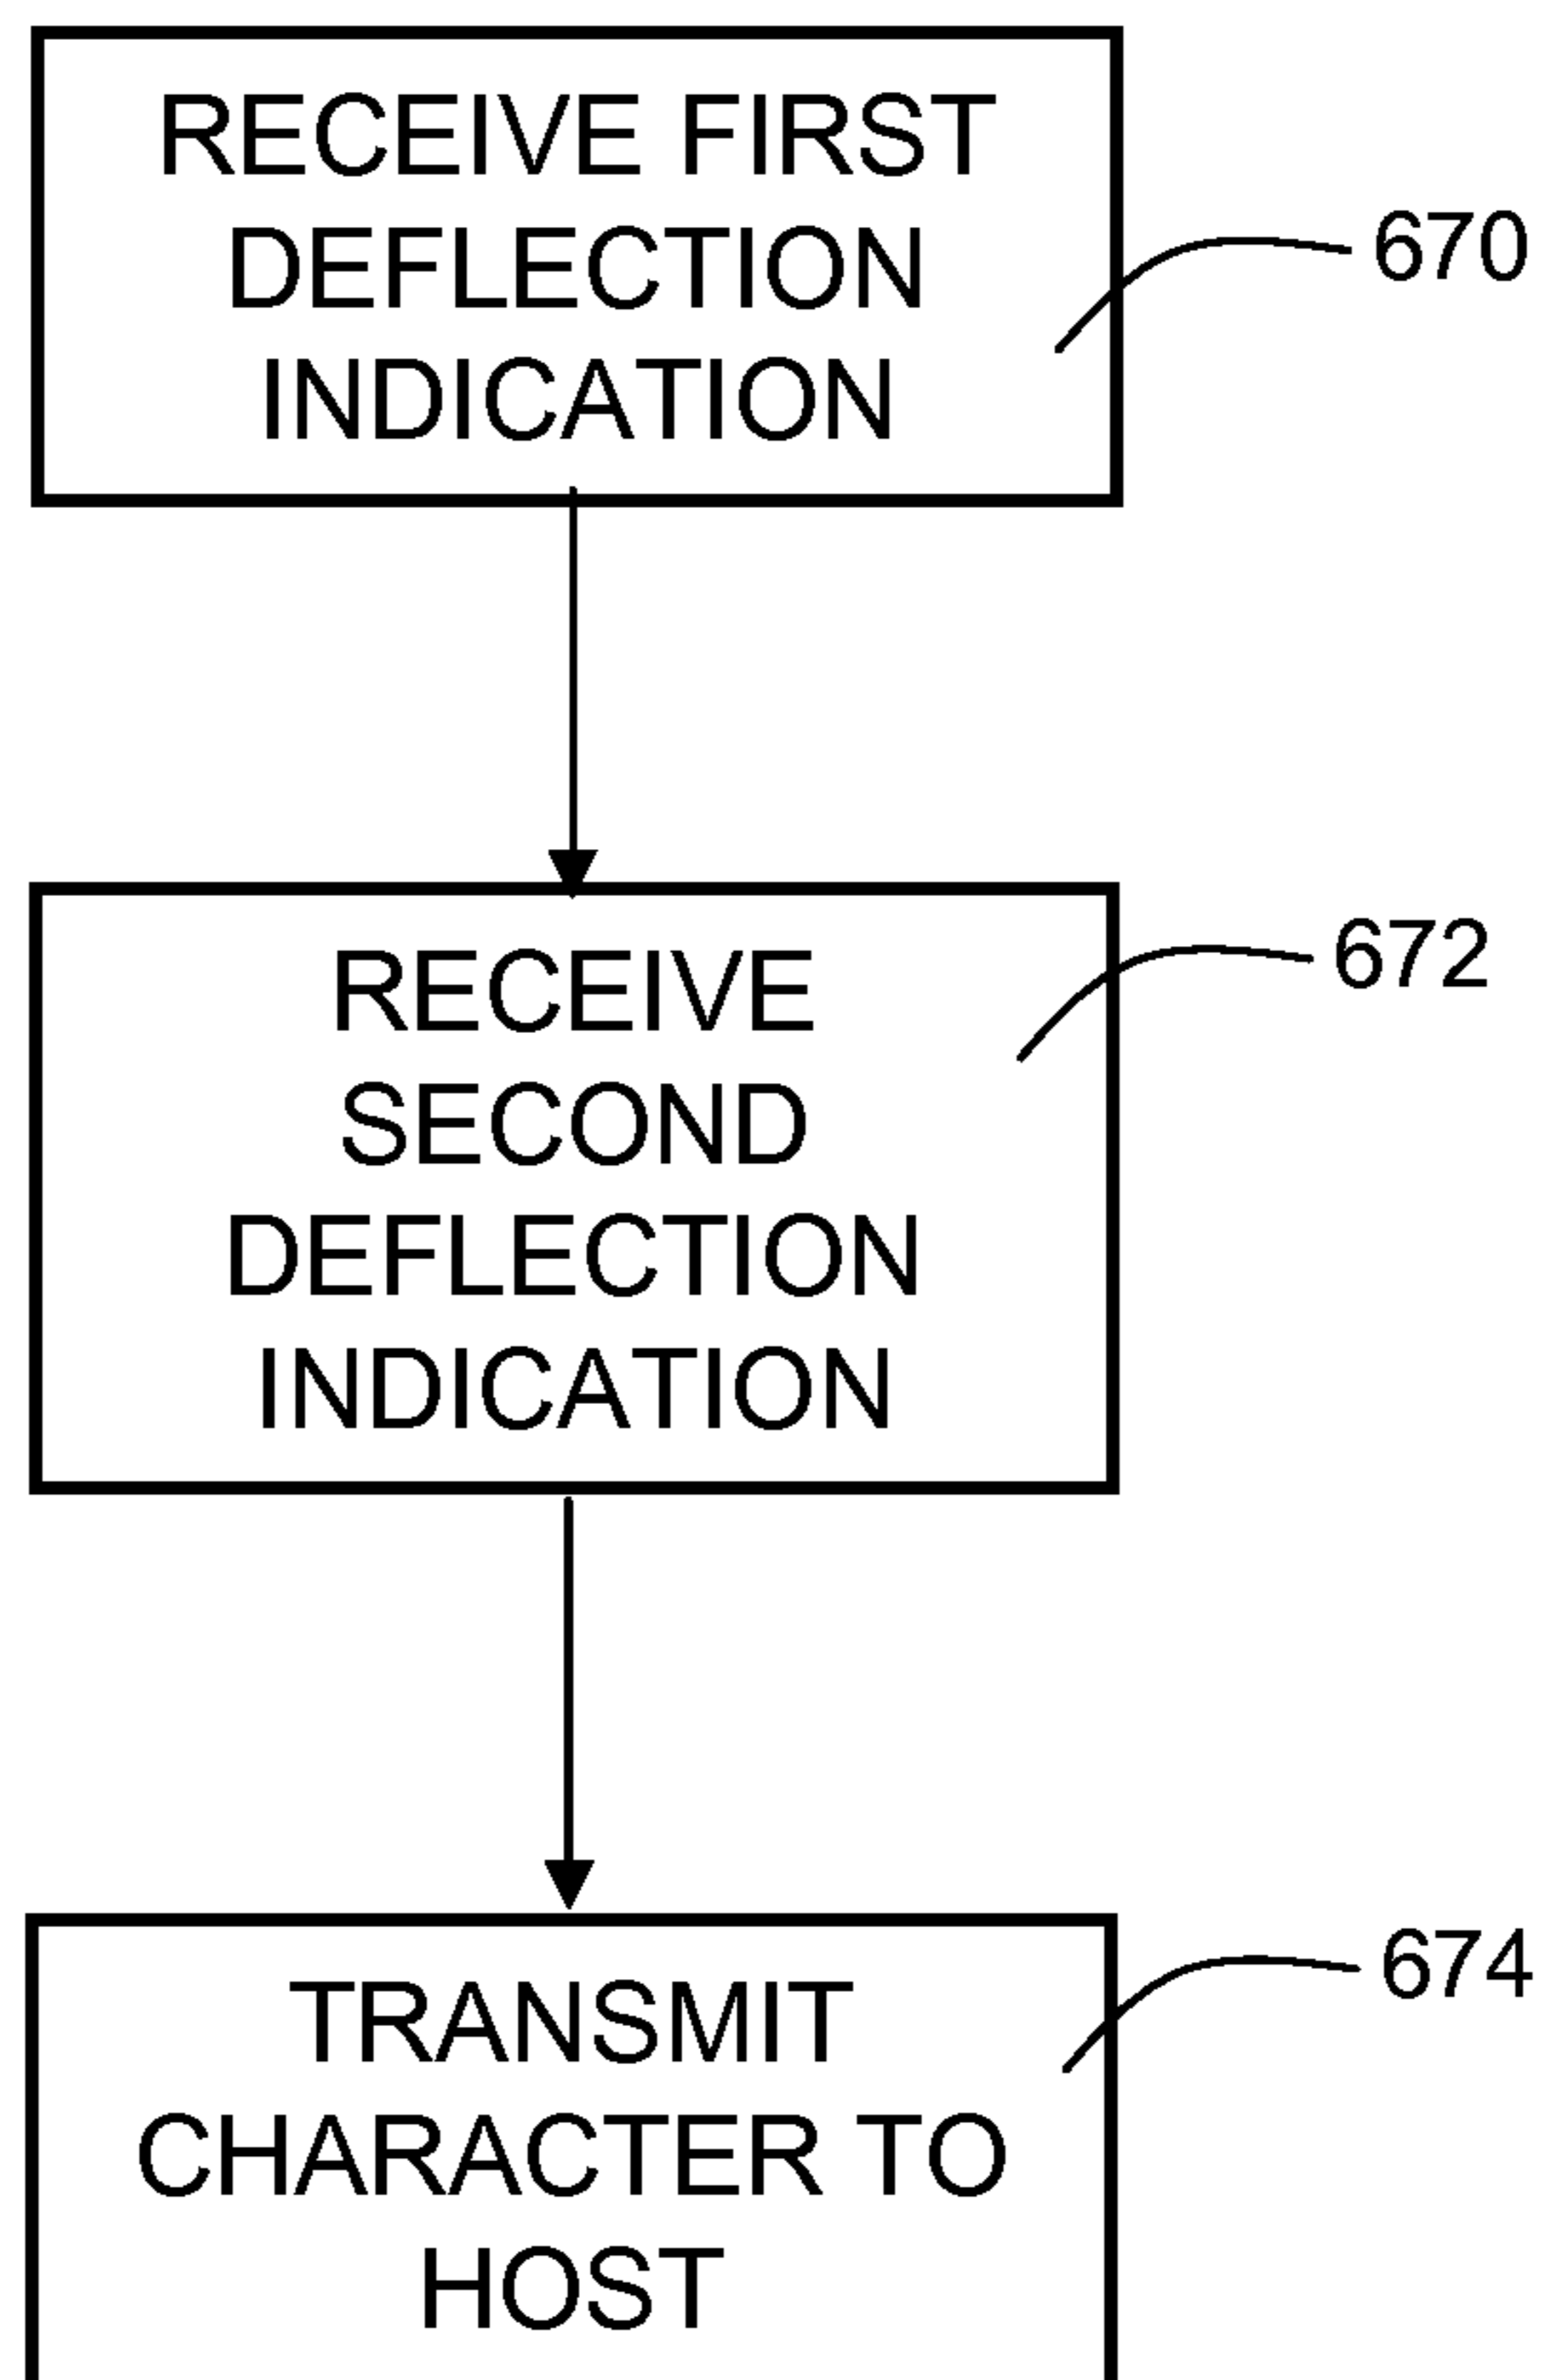 RECEIVE FIRST
DEFLECTION
INDICATION
670
RECEIVE
SECOND
DEFLECTION
INDICATION
672
TRANSMIT
CHARACTER TO
HOST
674